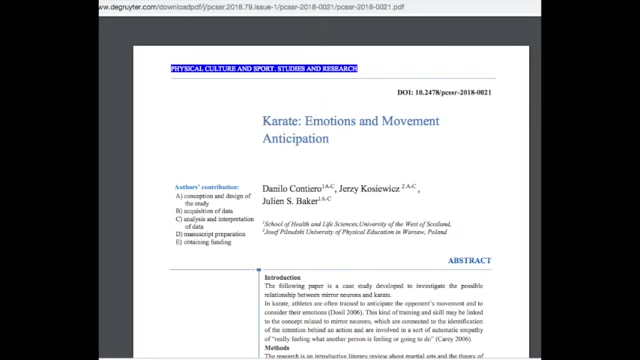 www.degruyter.com/downloadpdf/j/pcssr.2018.79.issue-1/pcssr-2018-0021/pcssr-2018-0021.pdf
PHYSICAL CULTURE AND SPORT. STUDIES AND RESEARCH
DOI: 10.2478/pcssr-2018-0021
Karate: Emotions and Movement
Anticipation
Authors' contribution:
A) conception and design of
the study
B) acquisition of data
C) analysis and interpretation
of data
D) manuscript preparation
E) obtaining funding
Danilo Contiero1A-C, Jerzy Kosiewicz 2 A-C ,
Julien S. Baker1A-C
1School of Health and Life Sciences,University of the West of Scotland,
2Josef Pilsudski University of Physical Education in Warsaw, Poland
ABSTRACT
Introduction
The following paper is a case study developed to investigate the possible
relationship between mirror neurons and karate.
In karate, athletes are often trained to anticipate the opponent's movement and to
consider their emotions (Dosil 2006). This kind of training and skill may be linked
to the concept related to mirror neurons, which are connected to the identification
of the intention behind an action and are involved in a sort of automatic empathy
of "really feeling what another person is feeling or going to do" (Carey 2006).
Methods
The research is an introductory literary review about martial arts and the theory of